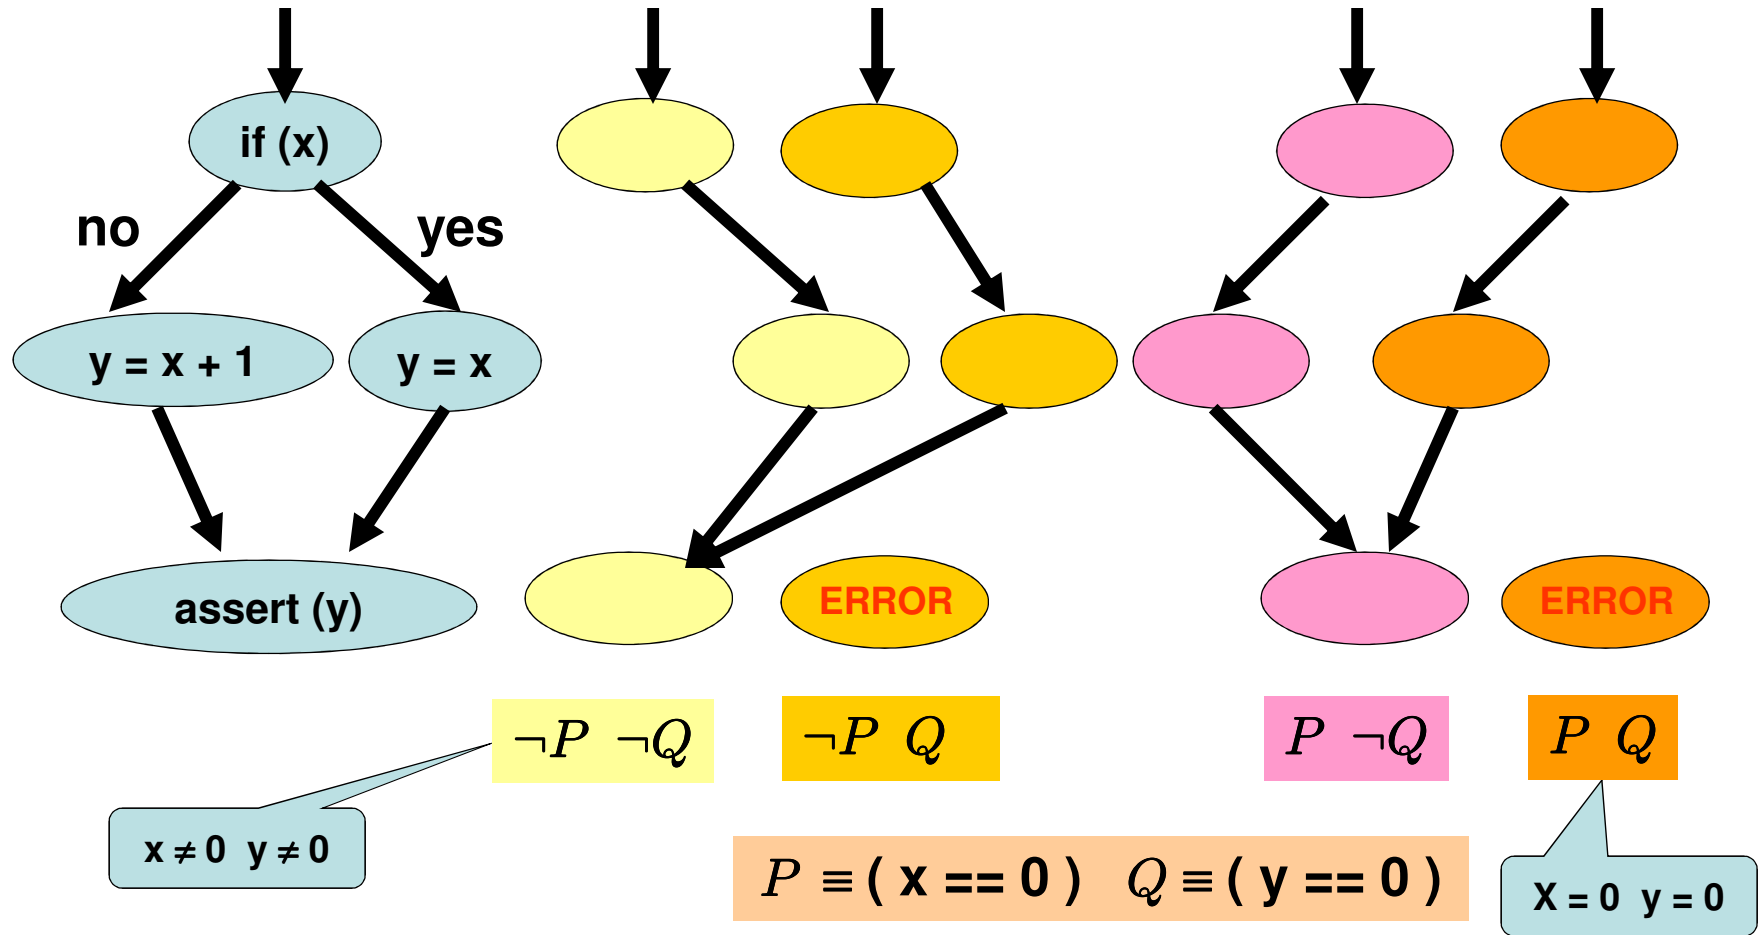 if (x)
no
yes
y = x + 1
y = x
assert (y)
ERROR
ERROR
¬P ¬Q
¬P Q
P ¬Q
P Q
x ≠ 0 y ≠ 0
P ≡ ( x == 0 ) Q ≡ ( y == 0 )
X = 0 y = 0